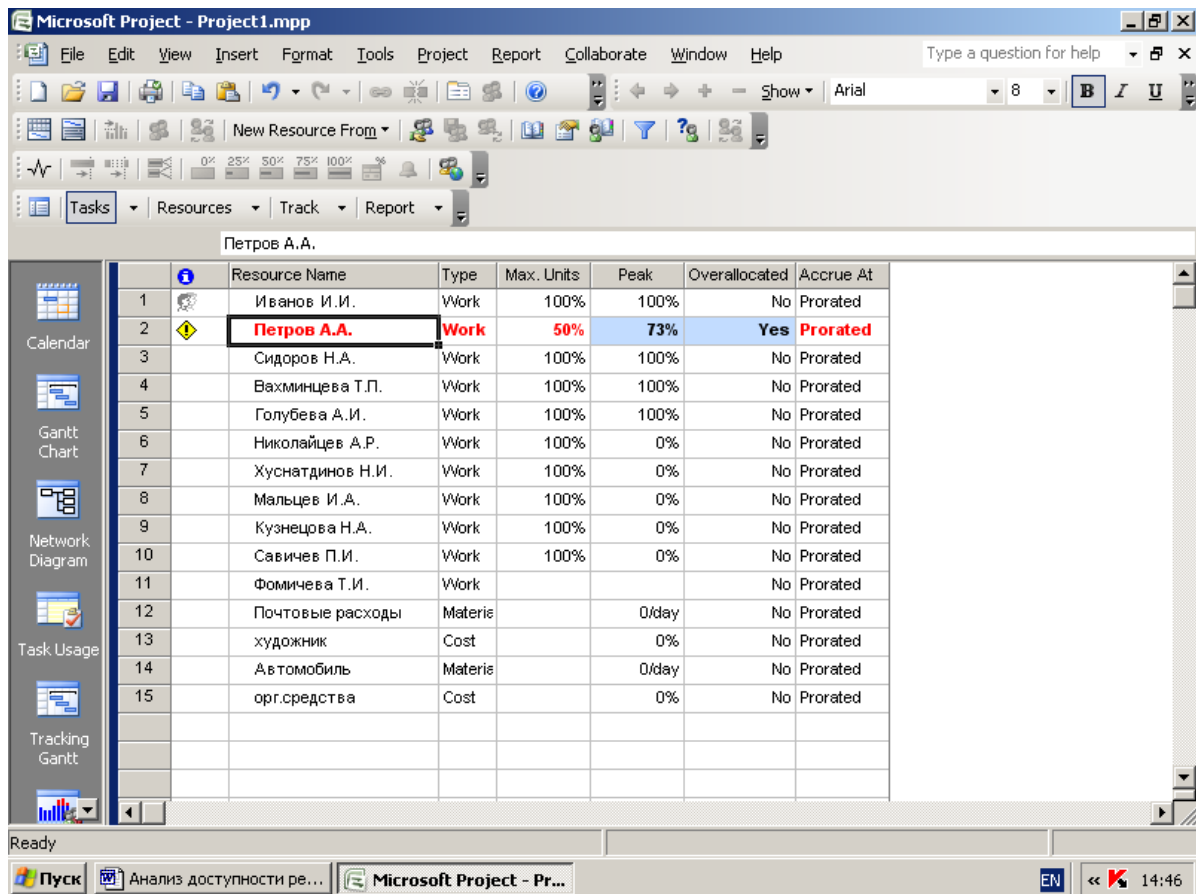 Microsoft Project - Project1.mpp
File Edit View Insert Format Tools Project Report Collaborate Window Help Type a question for help
Show Arial 8 B I U
New Resource From
0% 25% 50% 75% 100%
Tasks Resources Track Report
Петров А.А.
Resource Name Type Max. Units Peak Overallocated Accrue At
1 Иванов И.И. Work 100% 100% No Prorated
2 Петров А.А. Work 50% 73% Yes Prorated
3 Сидоров Н.А. Work 100% 100% No Prorated
4 Вахминцева Т.П. Work 100% 100% No Prorated
5 Голубева А.И. Work 100% 100% No Prorated
6 Николайцев А.Р. Work 100% 0% No Prorated
7 Хуснатдинов Н.И. Work 100% 0% No Prorated
8 Мальцев И.А. Work 100% 0% No Prorated
9 Кузнецова Н.А. Work 100% 0% No Prorated
10 Савичев П.И. Work 100% 0% No Prorated
11 Фомичева Т.И. Work No Prorated
12 Почтовые расходы Materia 0/day No Prorated
13 художник Cost 0% No Prorated
14 Автомобиль Materia 0/day No Prorated
15 орг.средства Cost 0% No Prorated
Calendar
Gantt
Chart
Network
Diagram
Task Usage
Tracking
Gantt
Ready
Пуск Анализ доступности ре... Microsoft Project - Pr... EN « 14:46